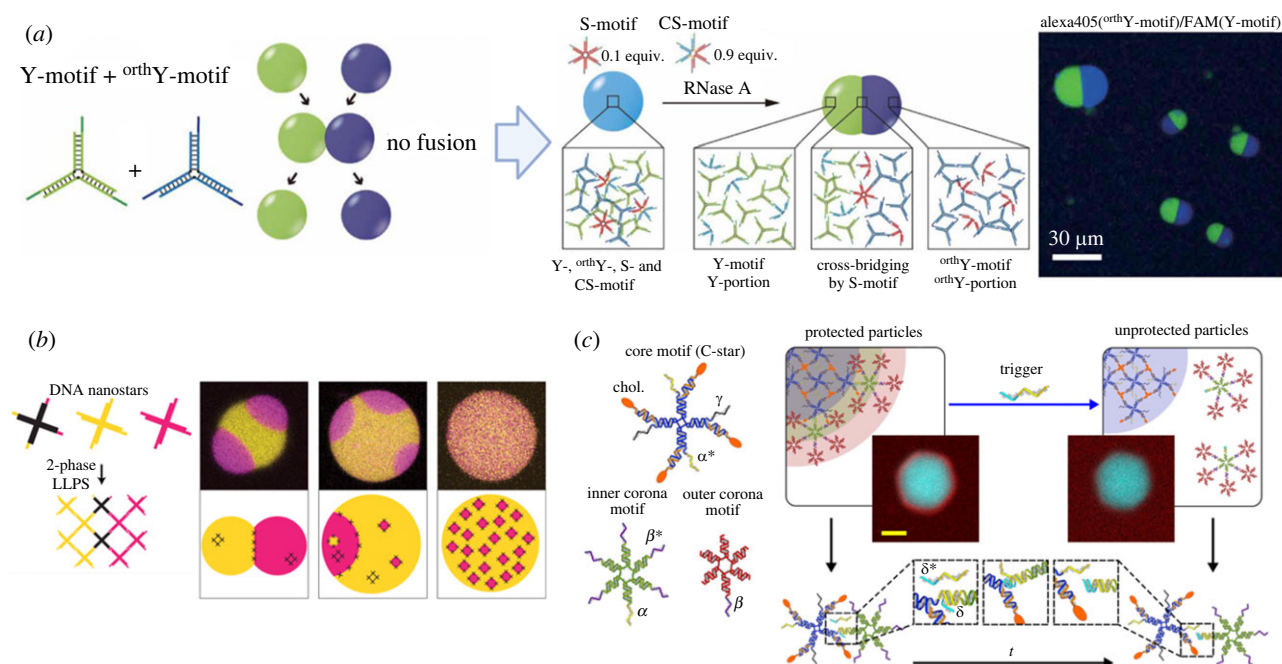 (a)
Y-motif + orthY-motif
+
no fusion
S-motif
0.1 equiv.
CS-motif
0.9 equiv.
RNase A
Y-, orthY-, S- and
CS-motif
Y-motif
Y-portion
cross-bridging
by S-motif
orthY-motif
orthY-portion
alexa405(orthY-motif)/FAM(Y-motif)
30 µm
(b)
DNA nanostars
2-phase
LLPS
(c)
core motif (C-star)
chol.
γ
α*
inner corona
motif
β*
α
outer corona
motif
β
protected particles
trigger
unprotected particles
δ*
δ
t